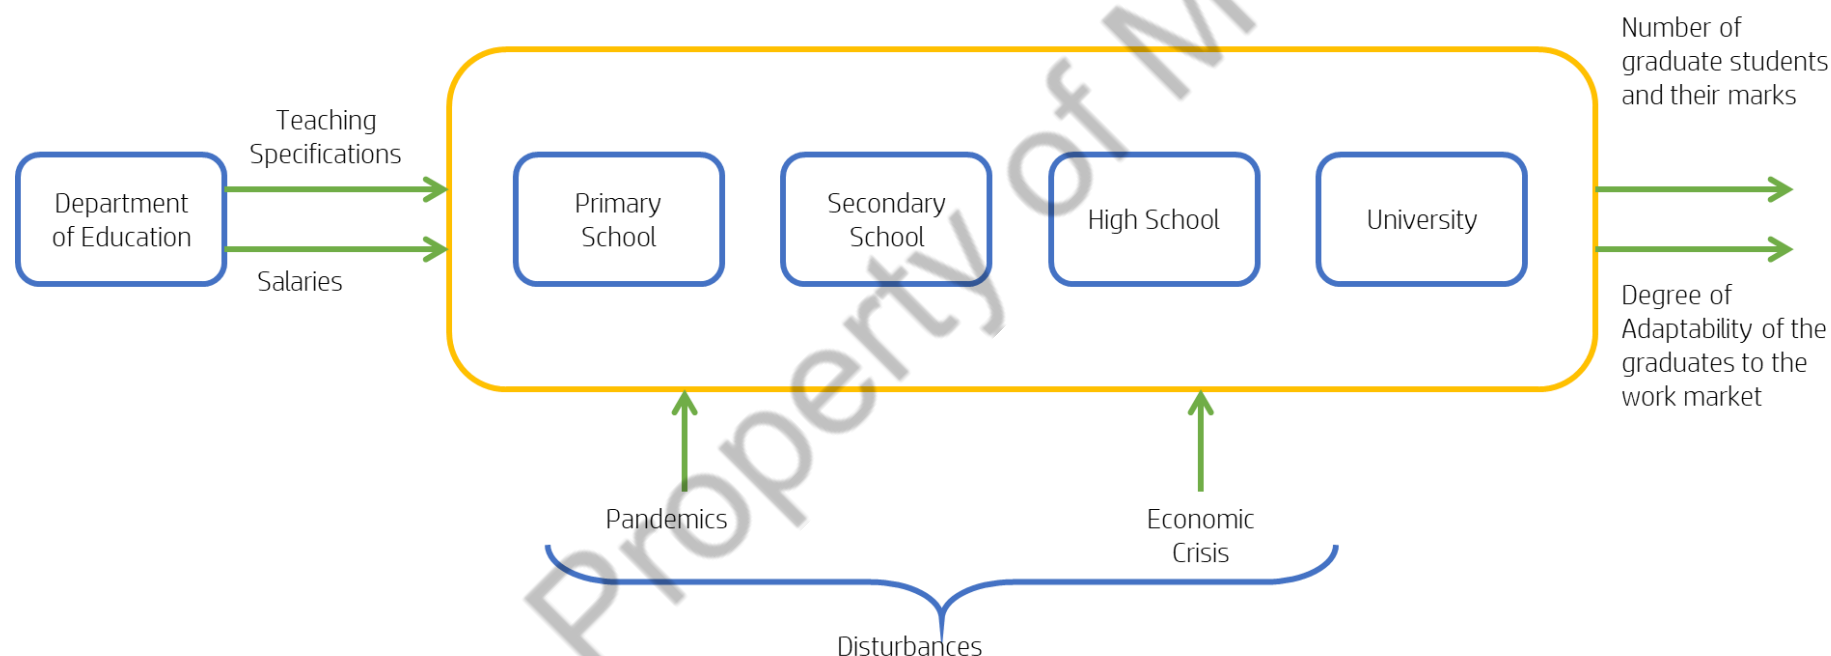 Number of
graduate students
and their marks
Teaching
Specifications
Department
of Education
Salaries
Primary
School
Secondary
School
High School
University
Degree of
Adaptability of the
graduates to the
work market
Pandemics
Economic
Crisis
Disturbances
Property of M